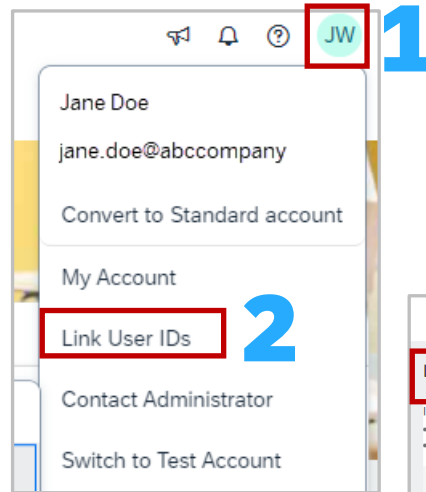 JW
1
Jane Doe
jane.doe@abccompany
Convert to Standard account
My Account
Link User IDs
2
Contact Administrator
Switch to Test Account